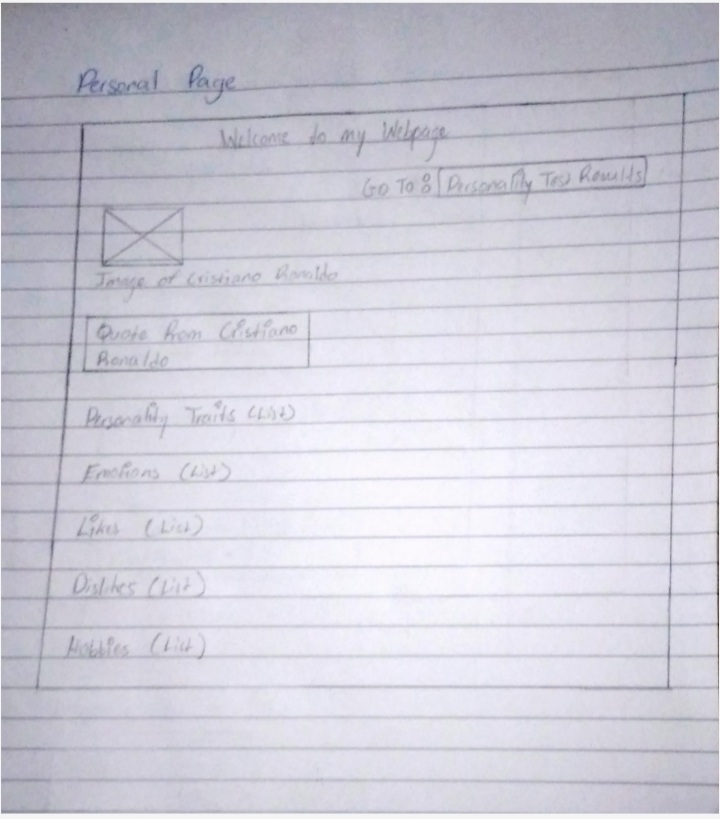 Personal Page
Welcome to my Webpage
Go To : Personality Test Results
Image of Cristiano Ronaldo
Quote from Cristiano
Ronaldo
Personality Traits (List)
Emotions (List)
Likes (List)
Dislikes (List)
Hobbies (List)